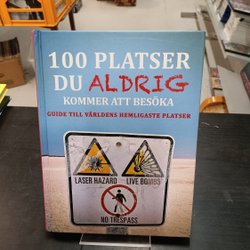 100 PLATSER
DU ALDRIG
KOMMER ATT BESÖKA
GUIDE TILL VÄRLDENS HEMLIGASTE PLATSER
LASER HAZARD
LIVE BOMBS
NO TRESPASS